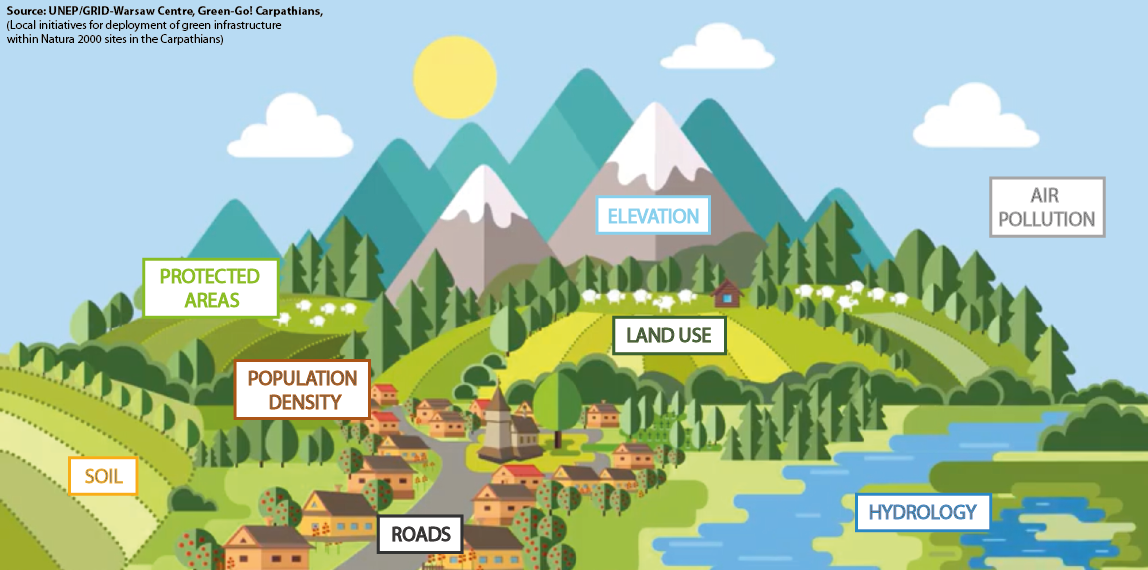 Source: UNEP/GRID-Warsaw Centre, Green-Go! Carpathians,
(Local initiatives for deployment of green infrastructure
within Natura 2000 sites in the Carpathians)
AIR
POLLUTION
ELEVATION
PROTECTED
AREAS
LAND USE
POPULATION
DENSITY
SOIL
HYDROLOGY
ROADS